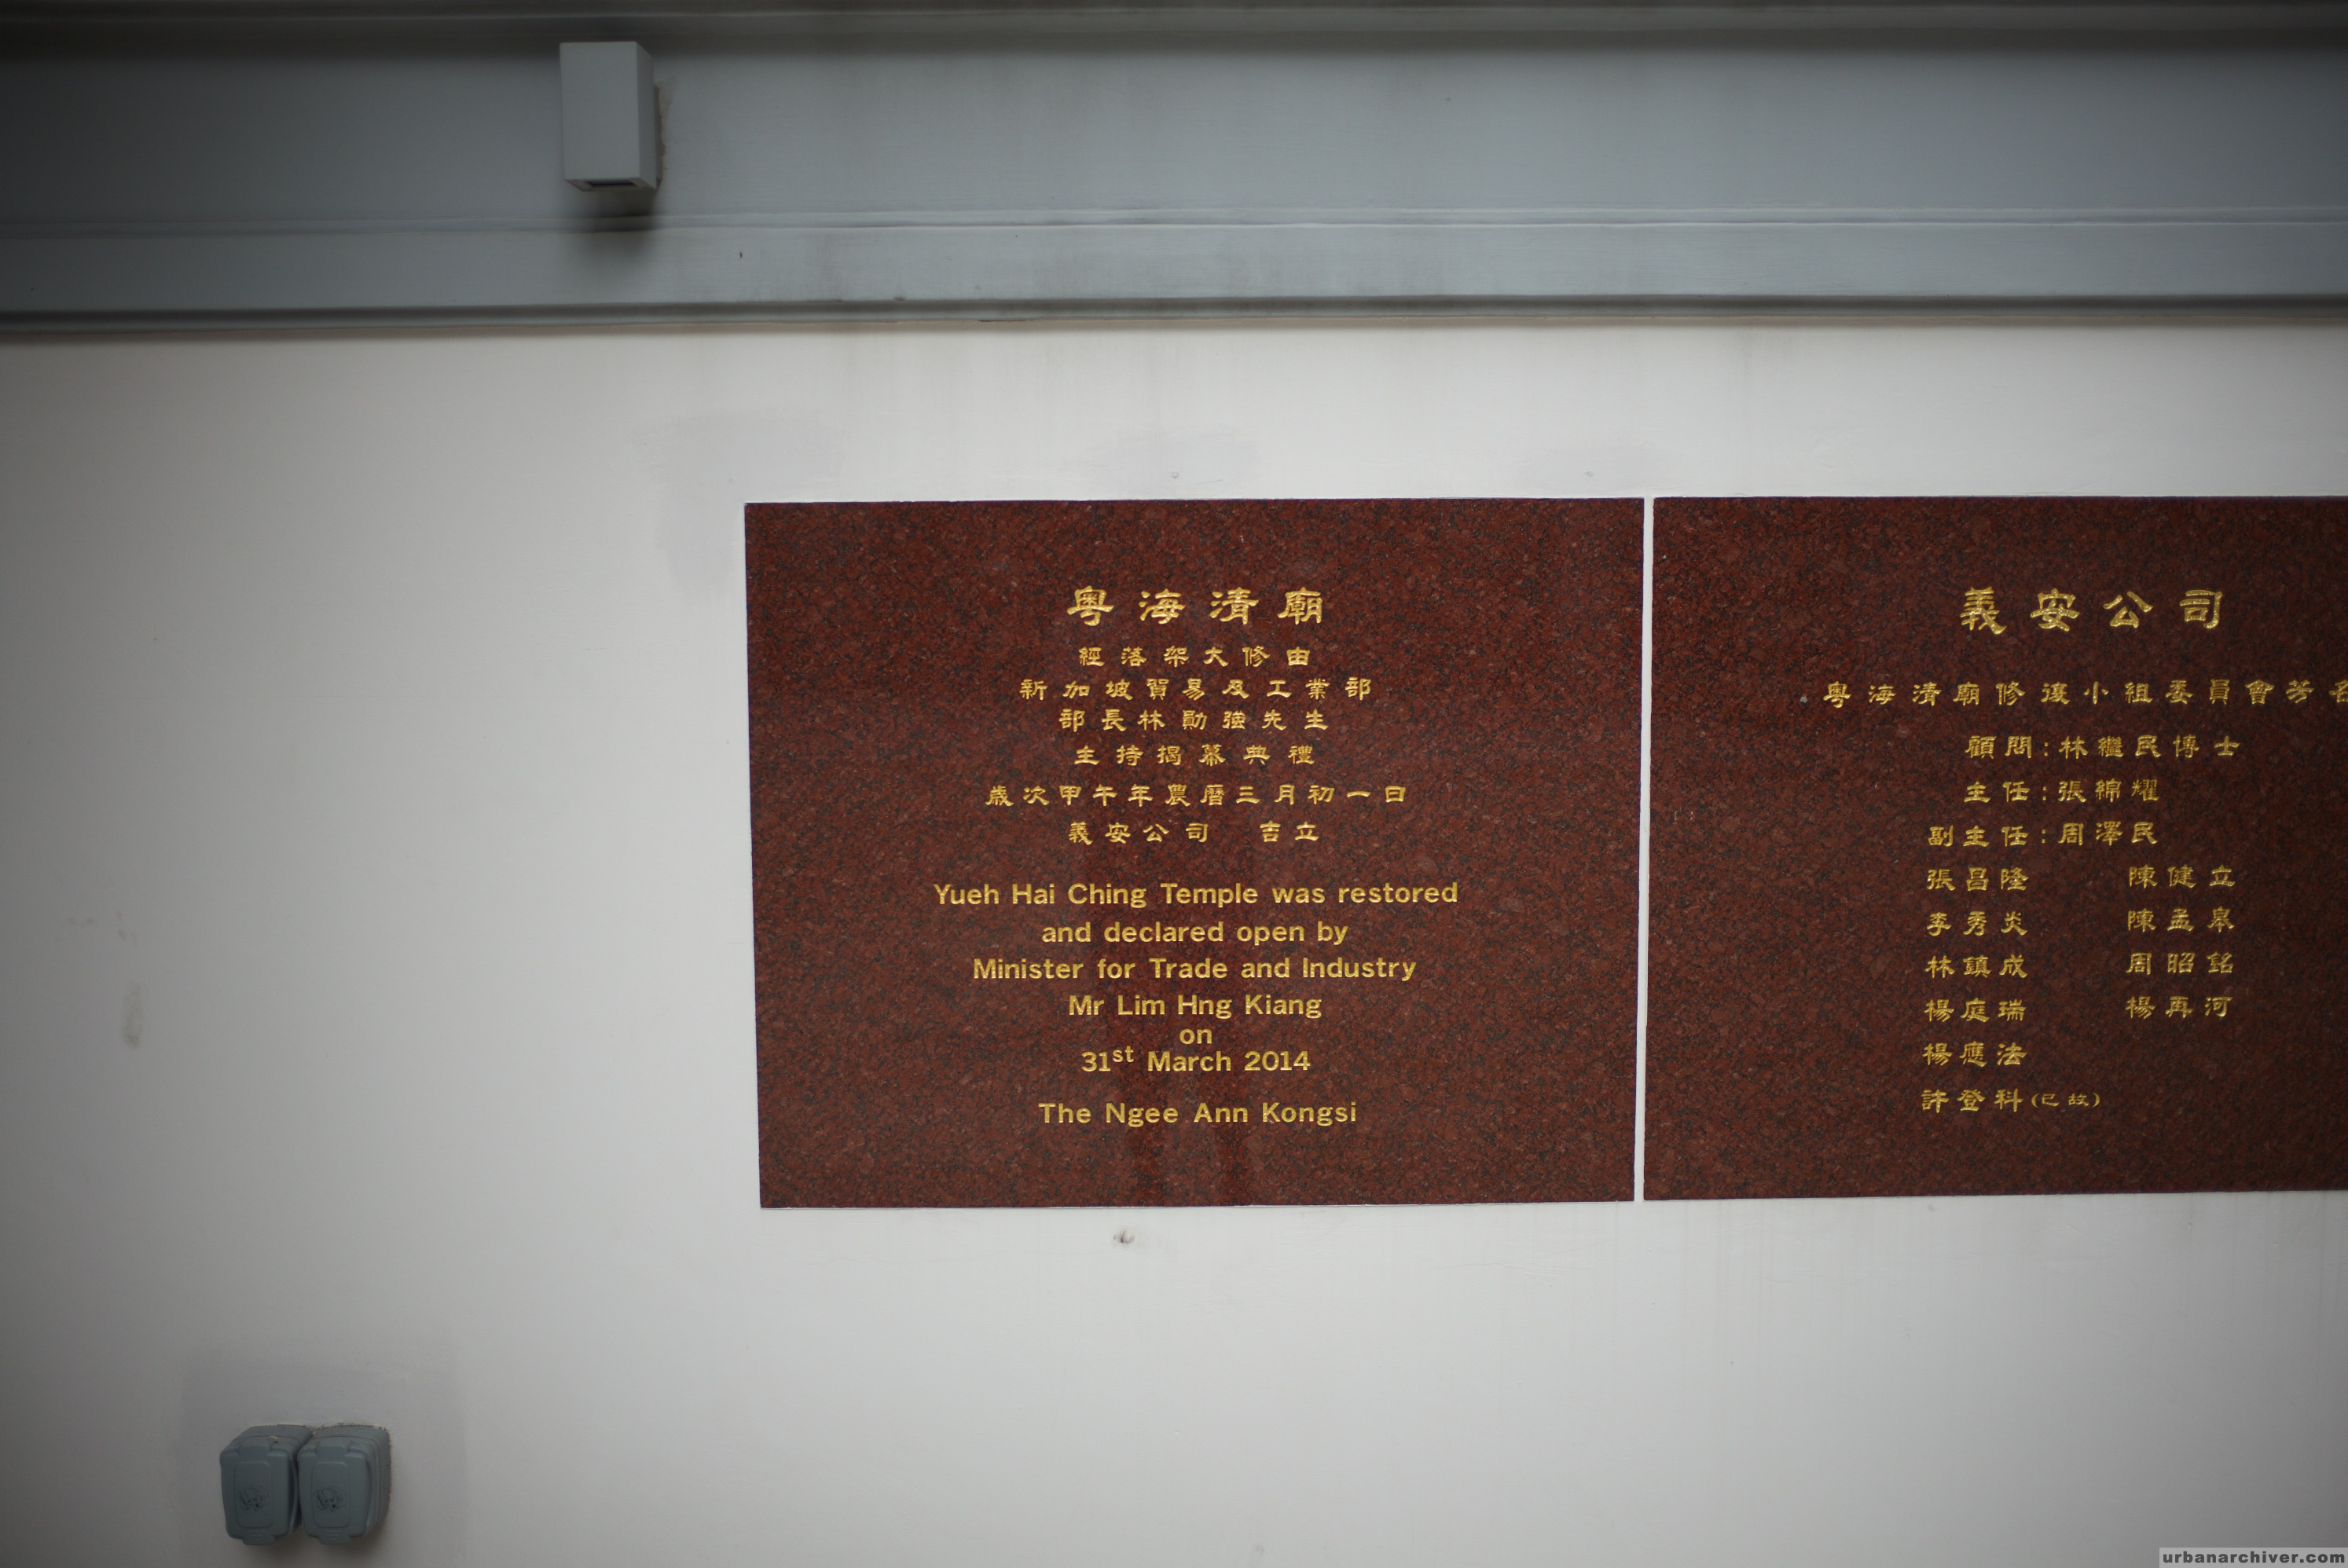 粵海清廟
經落架大修由
新加坡貿易及工業部
部長林勛強先生
主持揭幕典禮
歲次甲午年農曆三月初一日
義安公司 吉立
Yueh Hai Ching Temple was restored
and declared open by
Minister for Trade and Industry
Mr Lim Hng Kiang
on
31st March 2014
The Ngee Ann Kongsi
義安公司
粵海清廟修復小組委員會芳名
顧問:林繼民博士
主任:張綿耀
副主任:周澤民
張昌隆 陳健立
李秀炎 陳孟皋
林鎮成 周昭銘
楊庭瑞 楊再河
楊應法
許登科(已故)
urbanarchiver.com